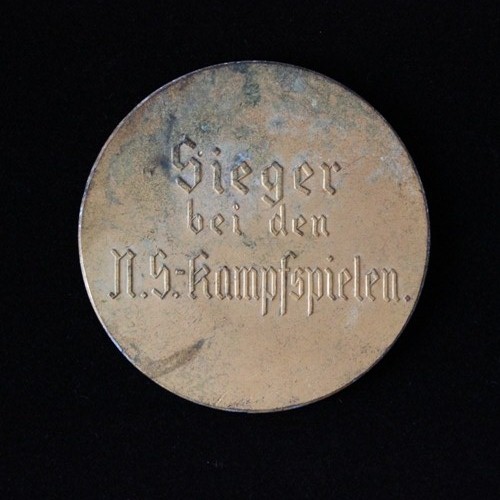 Sieger
bei den
N.S.-Kampfspielen.